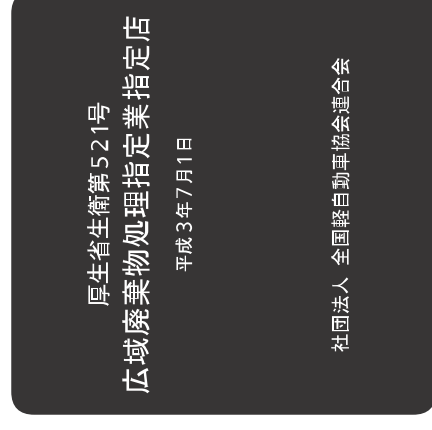 厚生省生衛第521号
広域廃棄物処理指定業指定店
平成3年7月1日
社団法人 全国軽自動車協会連合会